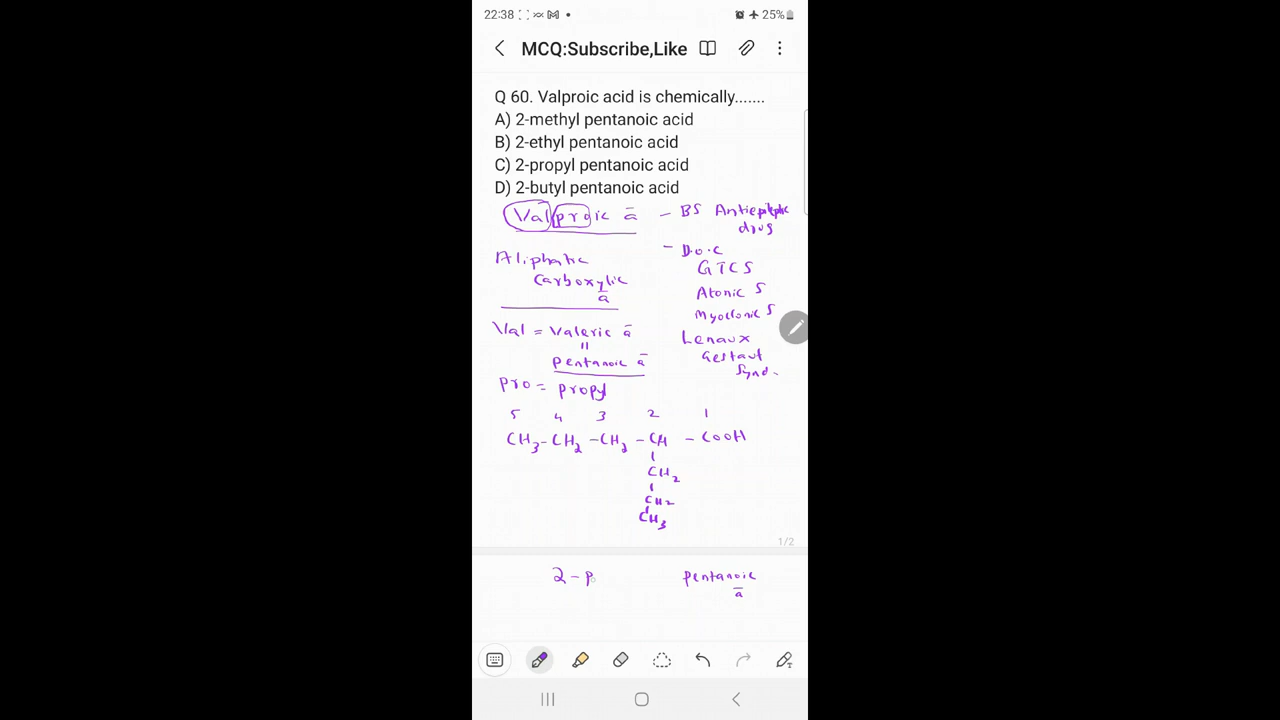 22:38 25%
MCQ:Subscribe,Like
Q 60. Valproic acid is chemically.......
A) 2-methyl pentanoic acid
B) 2-ethyl pentanoic acid
C) 2-propyl pentanoic acid
D) 2-butyl pentanoic acid
Valproic ā
Aliphatic
Carboxylic
ā
Val = Valeric ā
=
pentanoic ā
Pro = propyl
- BS Antiepileptic
drug
- D.O.C
GTCS
Atonic S
Myoclonic S
Lenaux
Gestaut
Synd.
5 4 3 2 1
CH3-CH2-CH2-CH-COOH
CH2
CH2
CH3
1/2
2-p pentanoic
ā